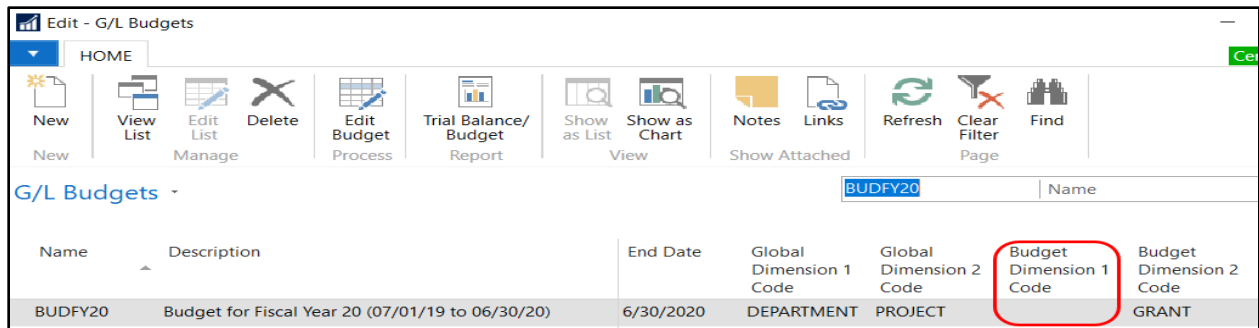 Edit - G/L Budgets
HOME
Cer
New
View List
Edit List
Delete
Edit Budget
Trial Balance/ Budget
Show as List
Show as Chart
Notes
Links
Refresh
Clear Filter
Find
New
Manage
Process
Report
View
Show Attached
Page
G/L Budgets
BUDFY20 Name
Name Description End Date Global Dimension 1 Code Global Dimension 2 Code Budget Dimension 1 Code Budget Dimension 2 Code
BUDFY20 Budget for Fiscal Year 20 (07/01/19 to 06/30/20) 6/30/2020 DEPARTMENT PROJECT GRANT